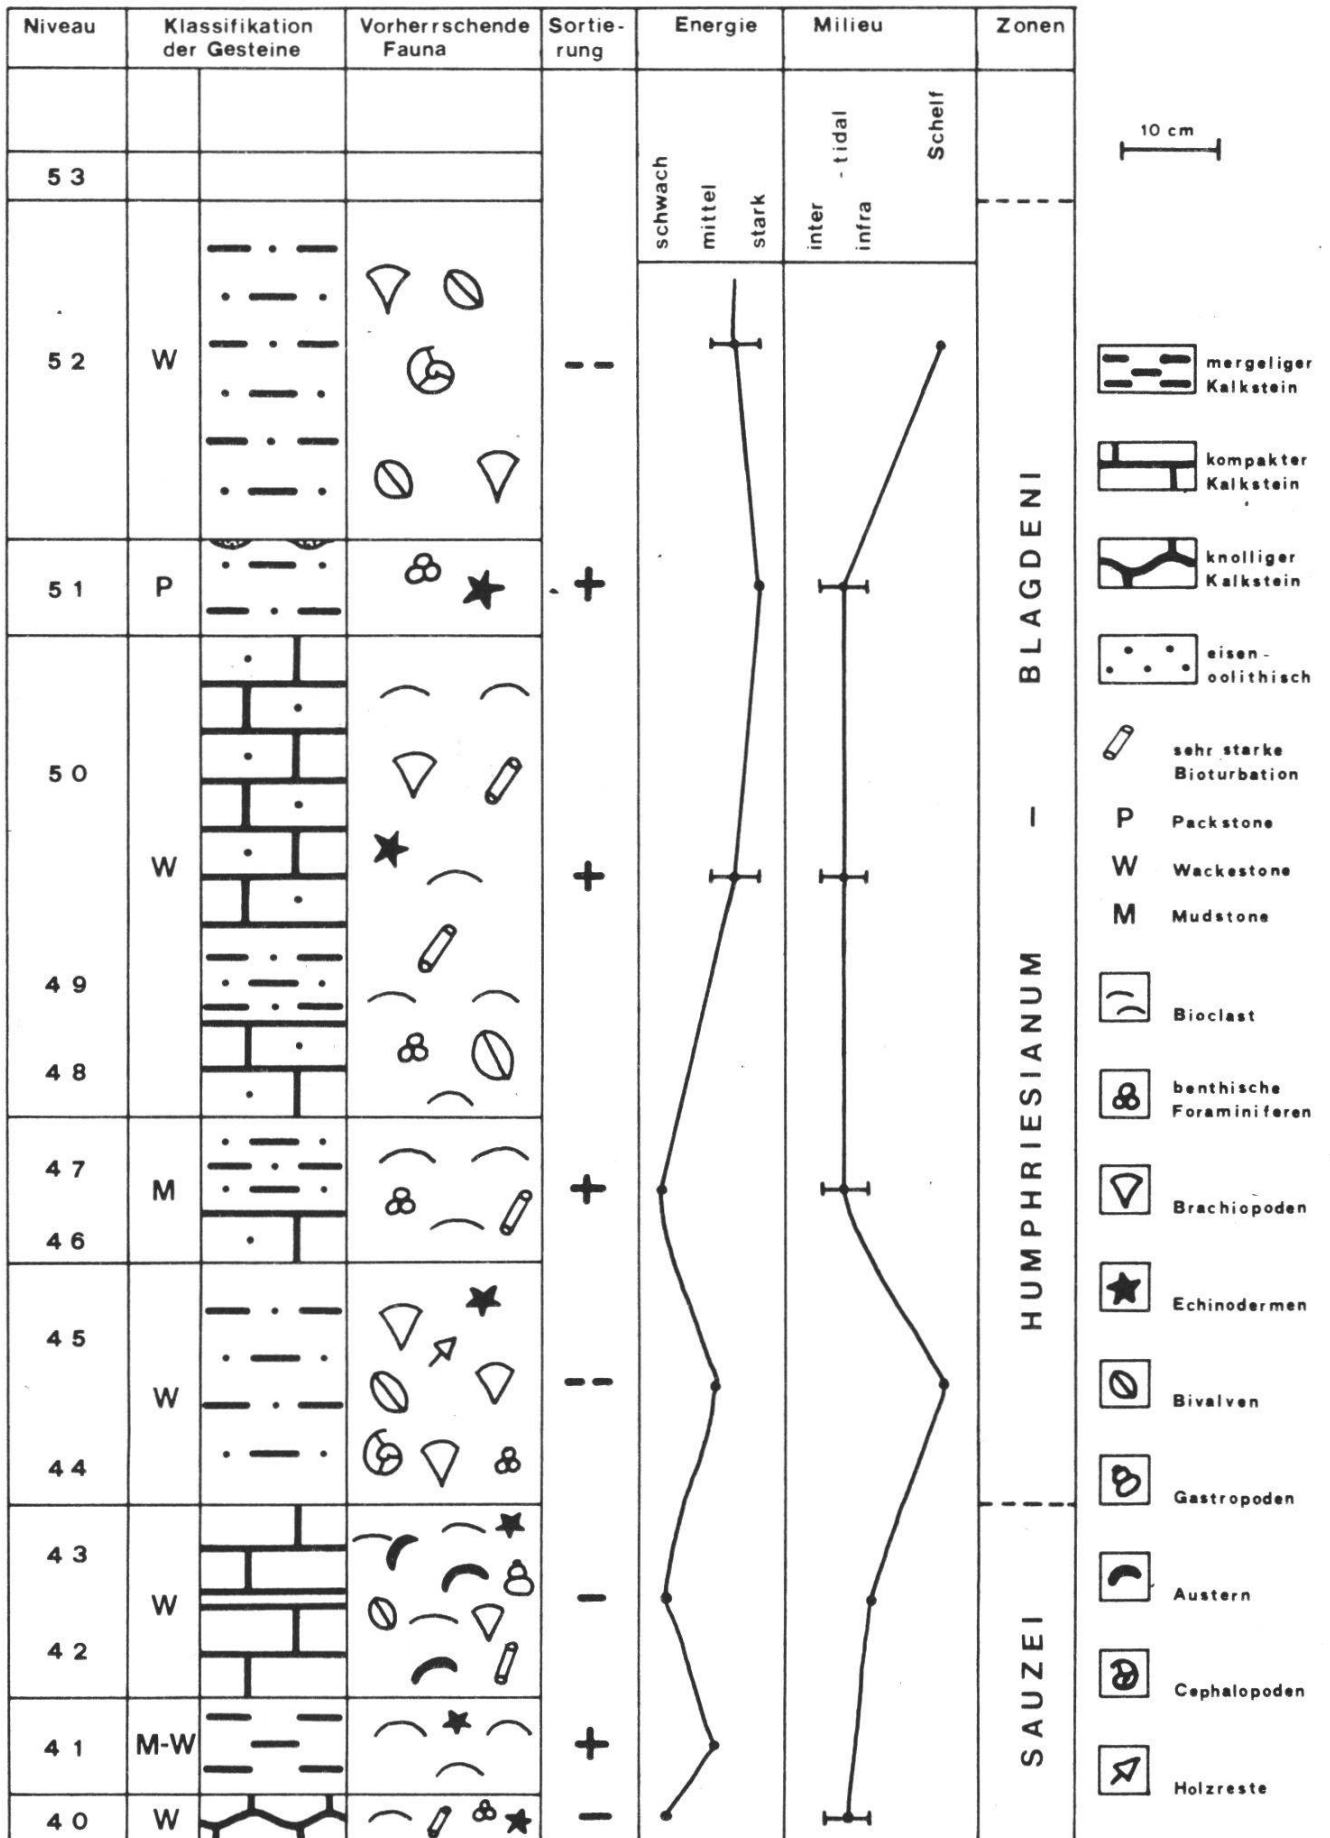 Niveau
Klassifikation
der Gesteine
Vorherrschende
Fauna
Sortie-
rung
Energie
Milieu
Zonen
schwach
mittel
stark
inter
infra
-tidal
Schelf
10 cm
53
52
W
--
51
P
+
50
W
+
49
48
47
M
+
46
45
W
--
44
43
W
-
42
41
M-W
+
40
W
-
HUMPHRIESIANUM - BLAGDENI
SAUZEI
mergeliger
Kalkstein
kompakter
Kalkstein
knolliger
Kalkstein
eisen-
oolithisch
sehr starke
Bioturbation
P Packstone
W Wackestone
M Mudstone
Bioclast
benthische
Foraminiferen
Brachiopoden
Echinodermen
Bivalven
Gastropoden
Austern
Cephalopoden
Holzreste